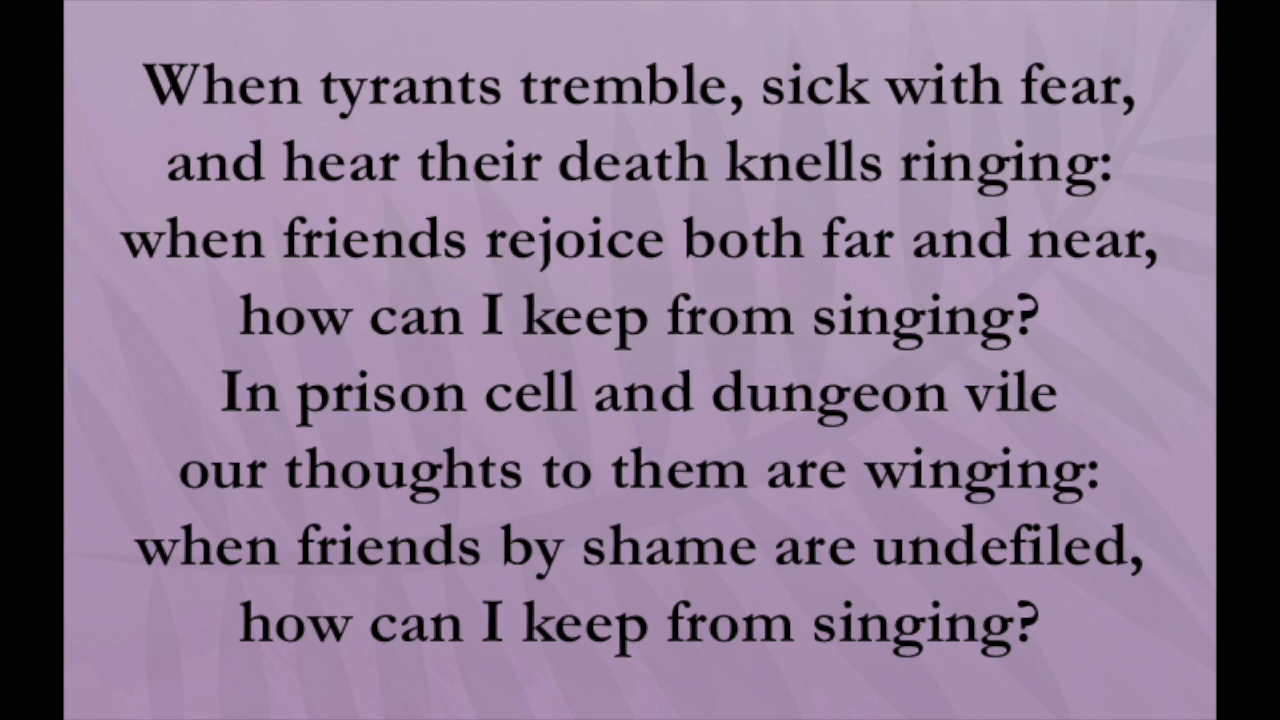 When tyrants tremble, sick with fear,
and hear their death knells ringing:
when friends rejoice both far and near,
how can I keep from singing?
In prison cell and dungeon vile
our thoughts to them are winging:
when friends by shame are undefiled,
how can I keep from singing?